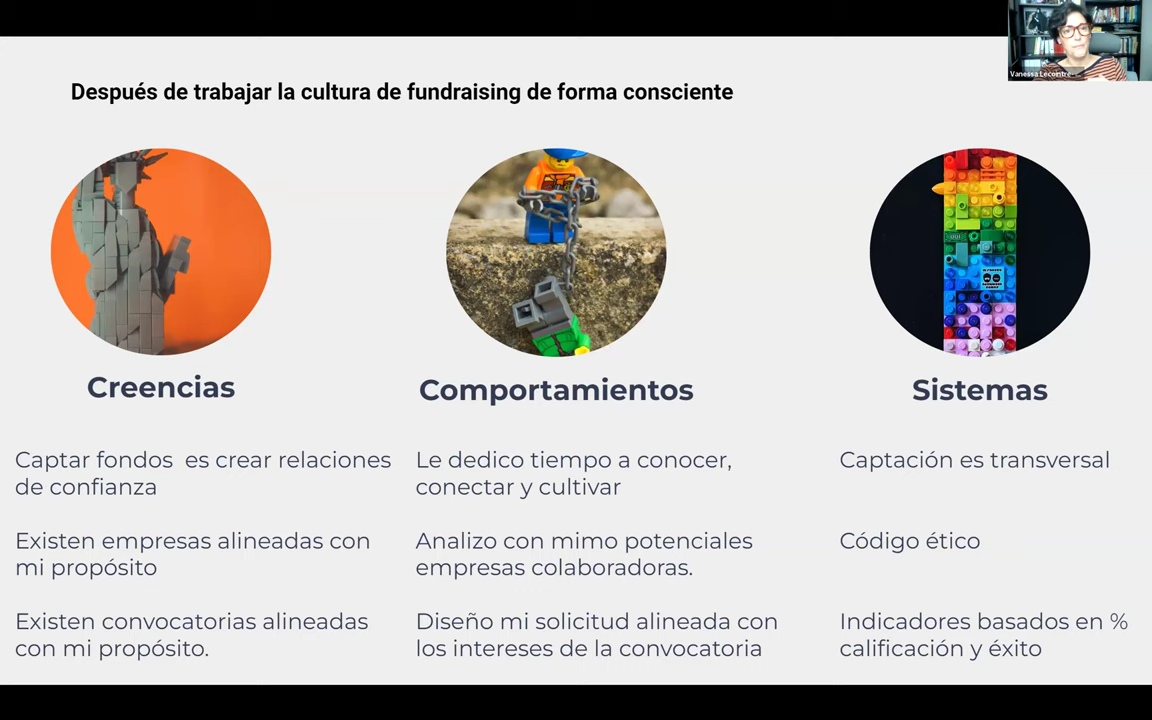 Vanessa Lecointre
Después de trabajar la cultura de fundraising de forma consciente
Creencias
Comportamientos
Sistemas
Captar fondos  es crear relaciones
de confianza
Existen empresas alineadas con
mi propósito
Existen convocatorias alineadas
con mi propósito.
Le dedico tiempo a conocer,
conectar y cultivar
Analizo con mimo potenciales
empresas colaboradoras.
Diseño mi solicitud alineada con
los intereses de la convocatoria
Captación es transversal
Código ético
Indicadores basados en %
calificación y éxito